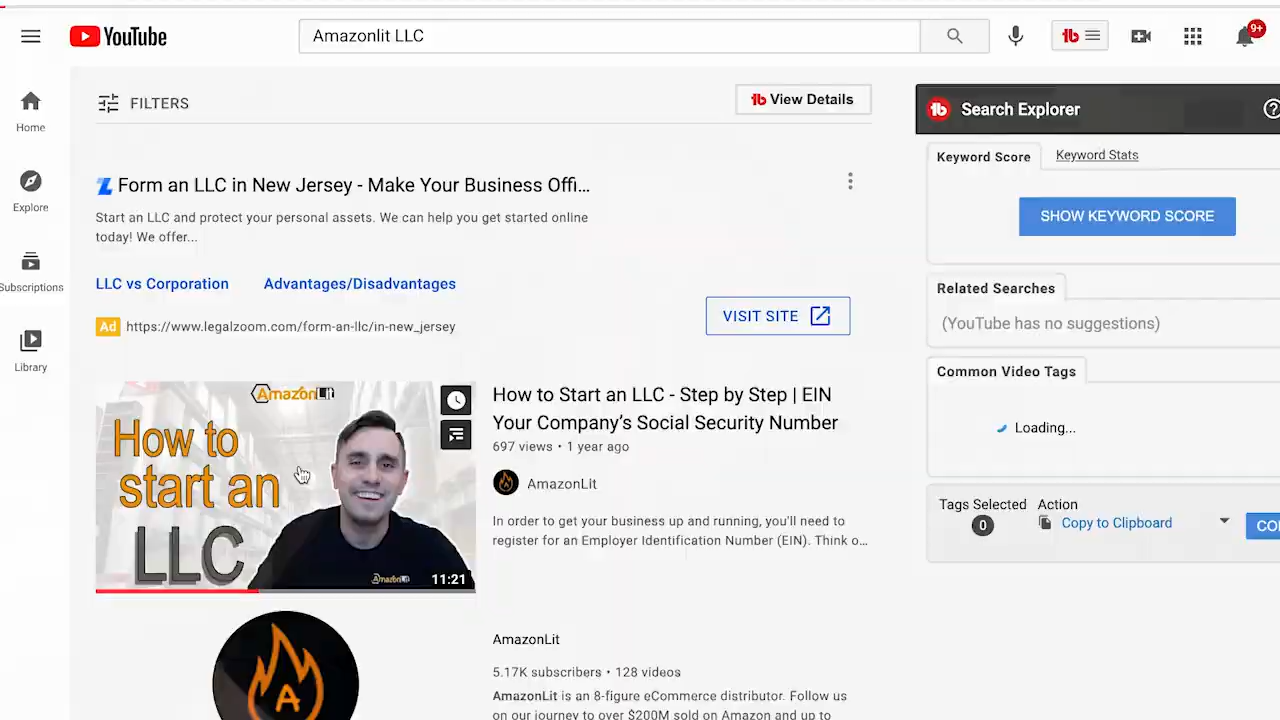 YouTube
Amazonlit LLC
9+
Home
Explore
Subscriptions
Library
FILTERS
View Details
Form an LLC in New Jersey - Make Your Business Offi...
Start an LLC and protect your personal assets. We can help you get started online
today! We offer...
LLC vs Corporation
Advantages/Disadvantages
Ad https://www.legalzoom.com/form-an-llc/in-new_jersey
VISIT SITE
AmazonLit
How to
start an
LLC
AmazonLit
11:21
How to Start an LLC - Step by Step | EIN
Your Company's Social Security Number
697 views • 1 year ago
AmazonLit
In order to get your business up and running, you'll need to
register for an Employer Identification Number (EIN). Think o...
A
AmazonLit
5.17K subscribers • 128 videos
AmazonLit is an 8-figure eCommerce distributor. Follow us
on our journey to over $200M sold on Amazon and up to
Search Explorer
Keyword Score
Keyword Stats
SHOW KEYWORD SCORE
Related Searches
(YouTube has no suggestions)
Common Video Tags
Loading...
Tags Selected
0
Action
Copy to Clipboard